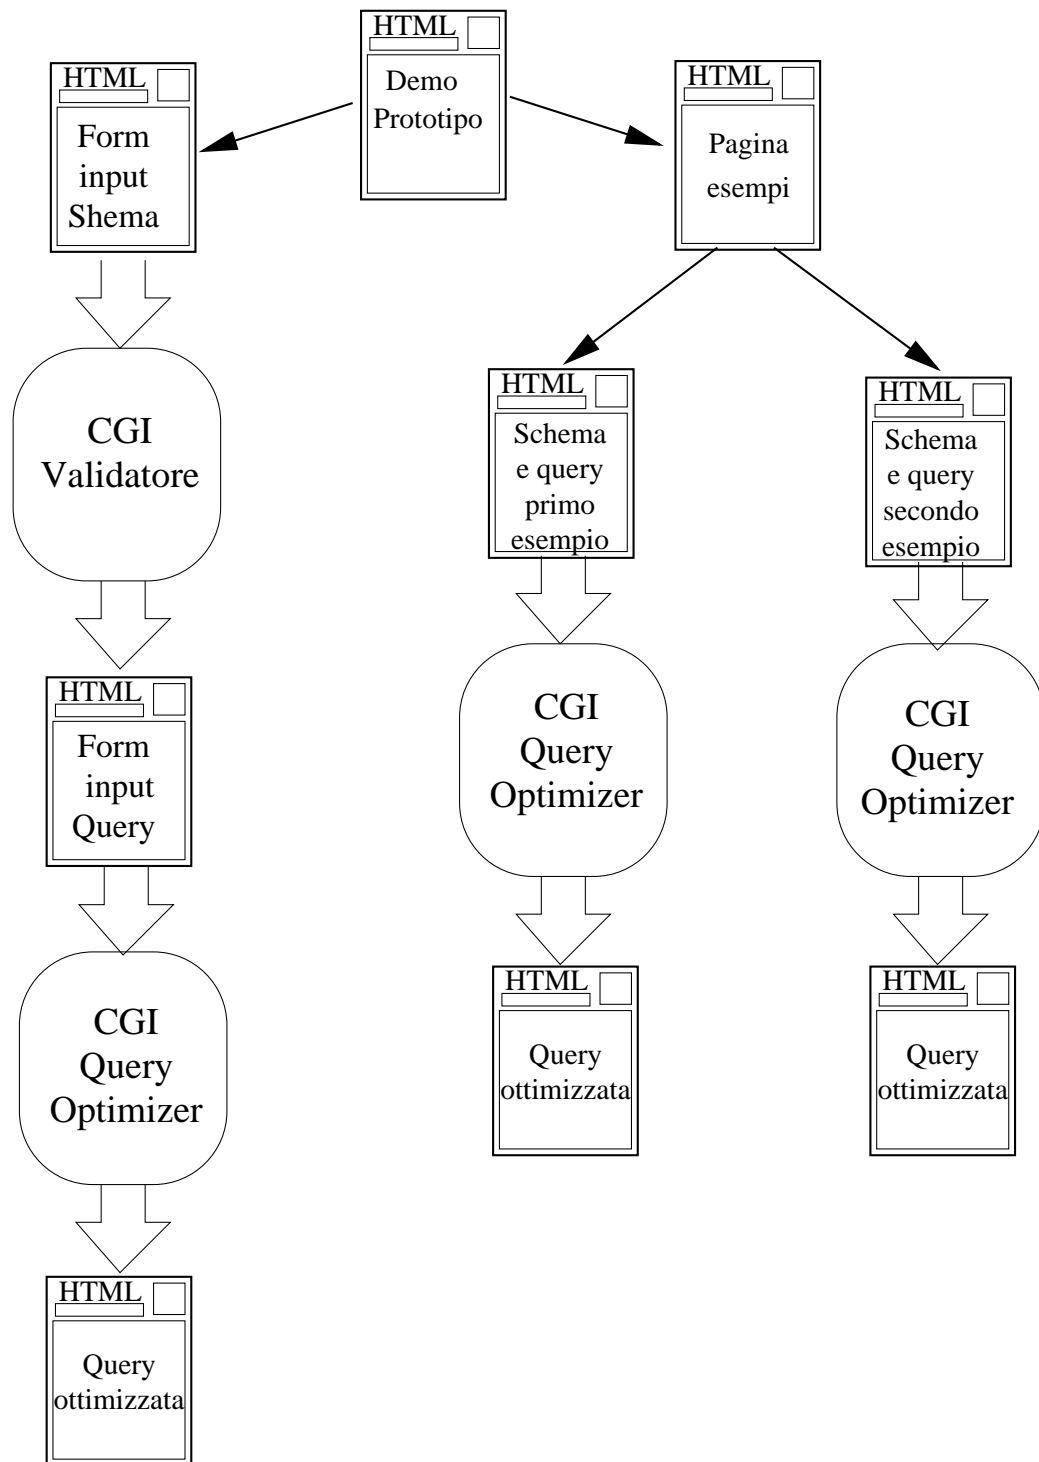 HTML
Demo
Prototipo
HTML
Form
input
Shema
HTML
Pagina
esempi
CGI
Validatore
HTML
Form
input
Query
CGI
Query
Optimizer
HTML
Query
ottimizzata
HTML
Schema
e query
primo
esempio
CGI
Query
Optimizer
HTML
Query
ottimizzata
HTML
Schema
e query
secondo
esempio
CGI
Query
Optimizer
HTML
Query
ottimizzata